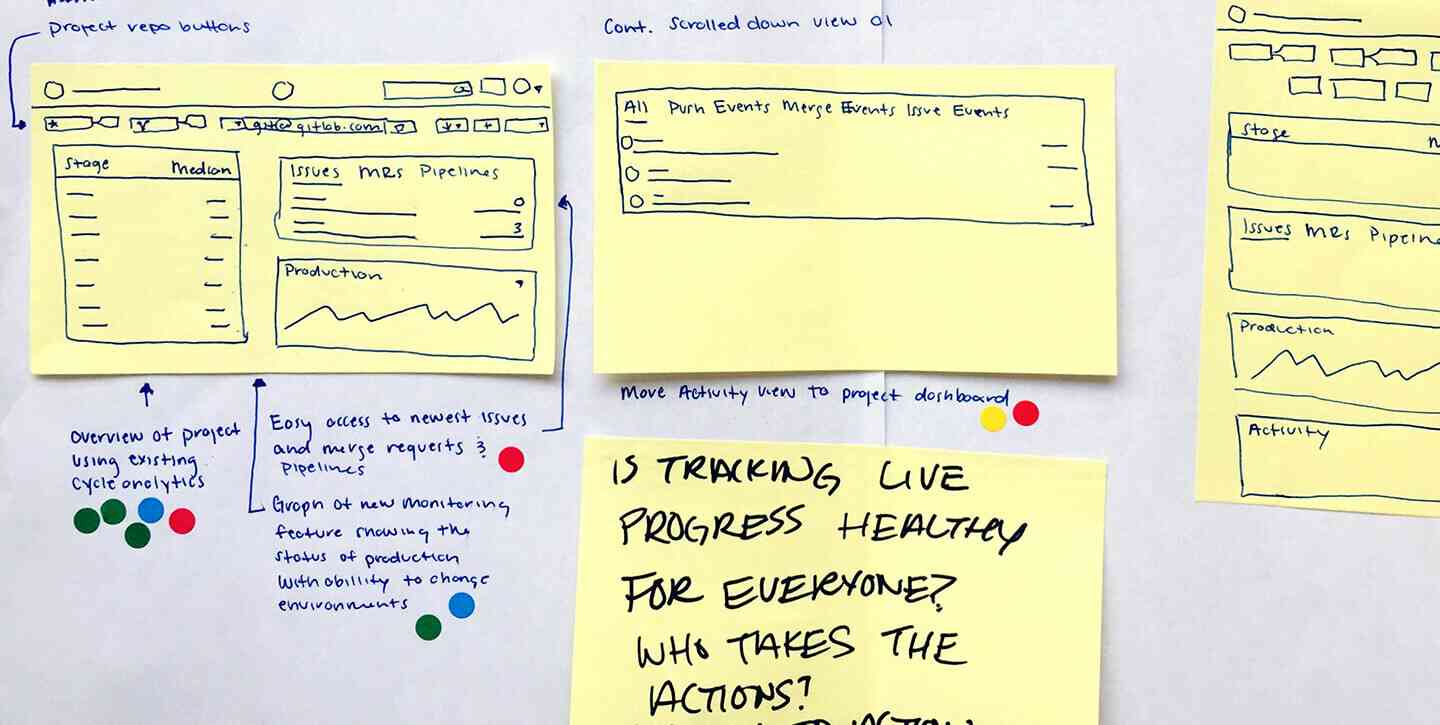 Project repo buttons
git@gitlab.com
Stage Median
Issues MRs Pipelines
0
3
Production
Overview of project
using existing
cycle analytics
Easy access to newest issues
and merge requests &
pipelines
Graph of new monitoring
feature showing the
status of production
with abillity to change
environments
Cont. Scrolled down view 01
All Push Events Merge Events Issue Events
Move Activity view to project dashboard
IS TRACKING LIVE
PROGRESS HEALTHY
FOR EVERYONE?
WHO TAKES THE
ACTIONS?
ACTION
Stage
Issues MRs Pipeline
Production
Activity